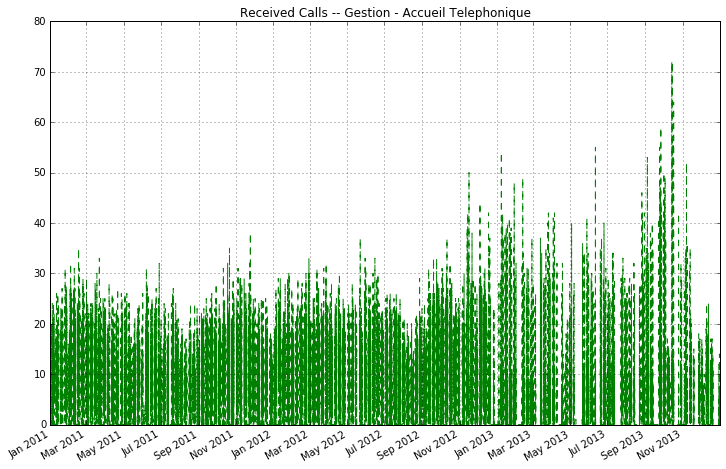 Received Calls -- Gestion - Accueil Telephonique
80
70
60
50
40
30
20
10
0
Jan 2011
Mar 2011
May 2011
Jul 2011
Sep 2011
Nov 2011
Jan 2012
Mar 2012
May 2012
Jul 2012
Sep 2012
Nov 2012
Jan 2013
Mar 2013
May 2013
Jul 2013
Sep 2013
Nov 2013